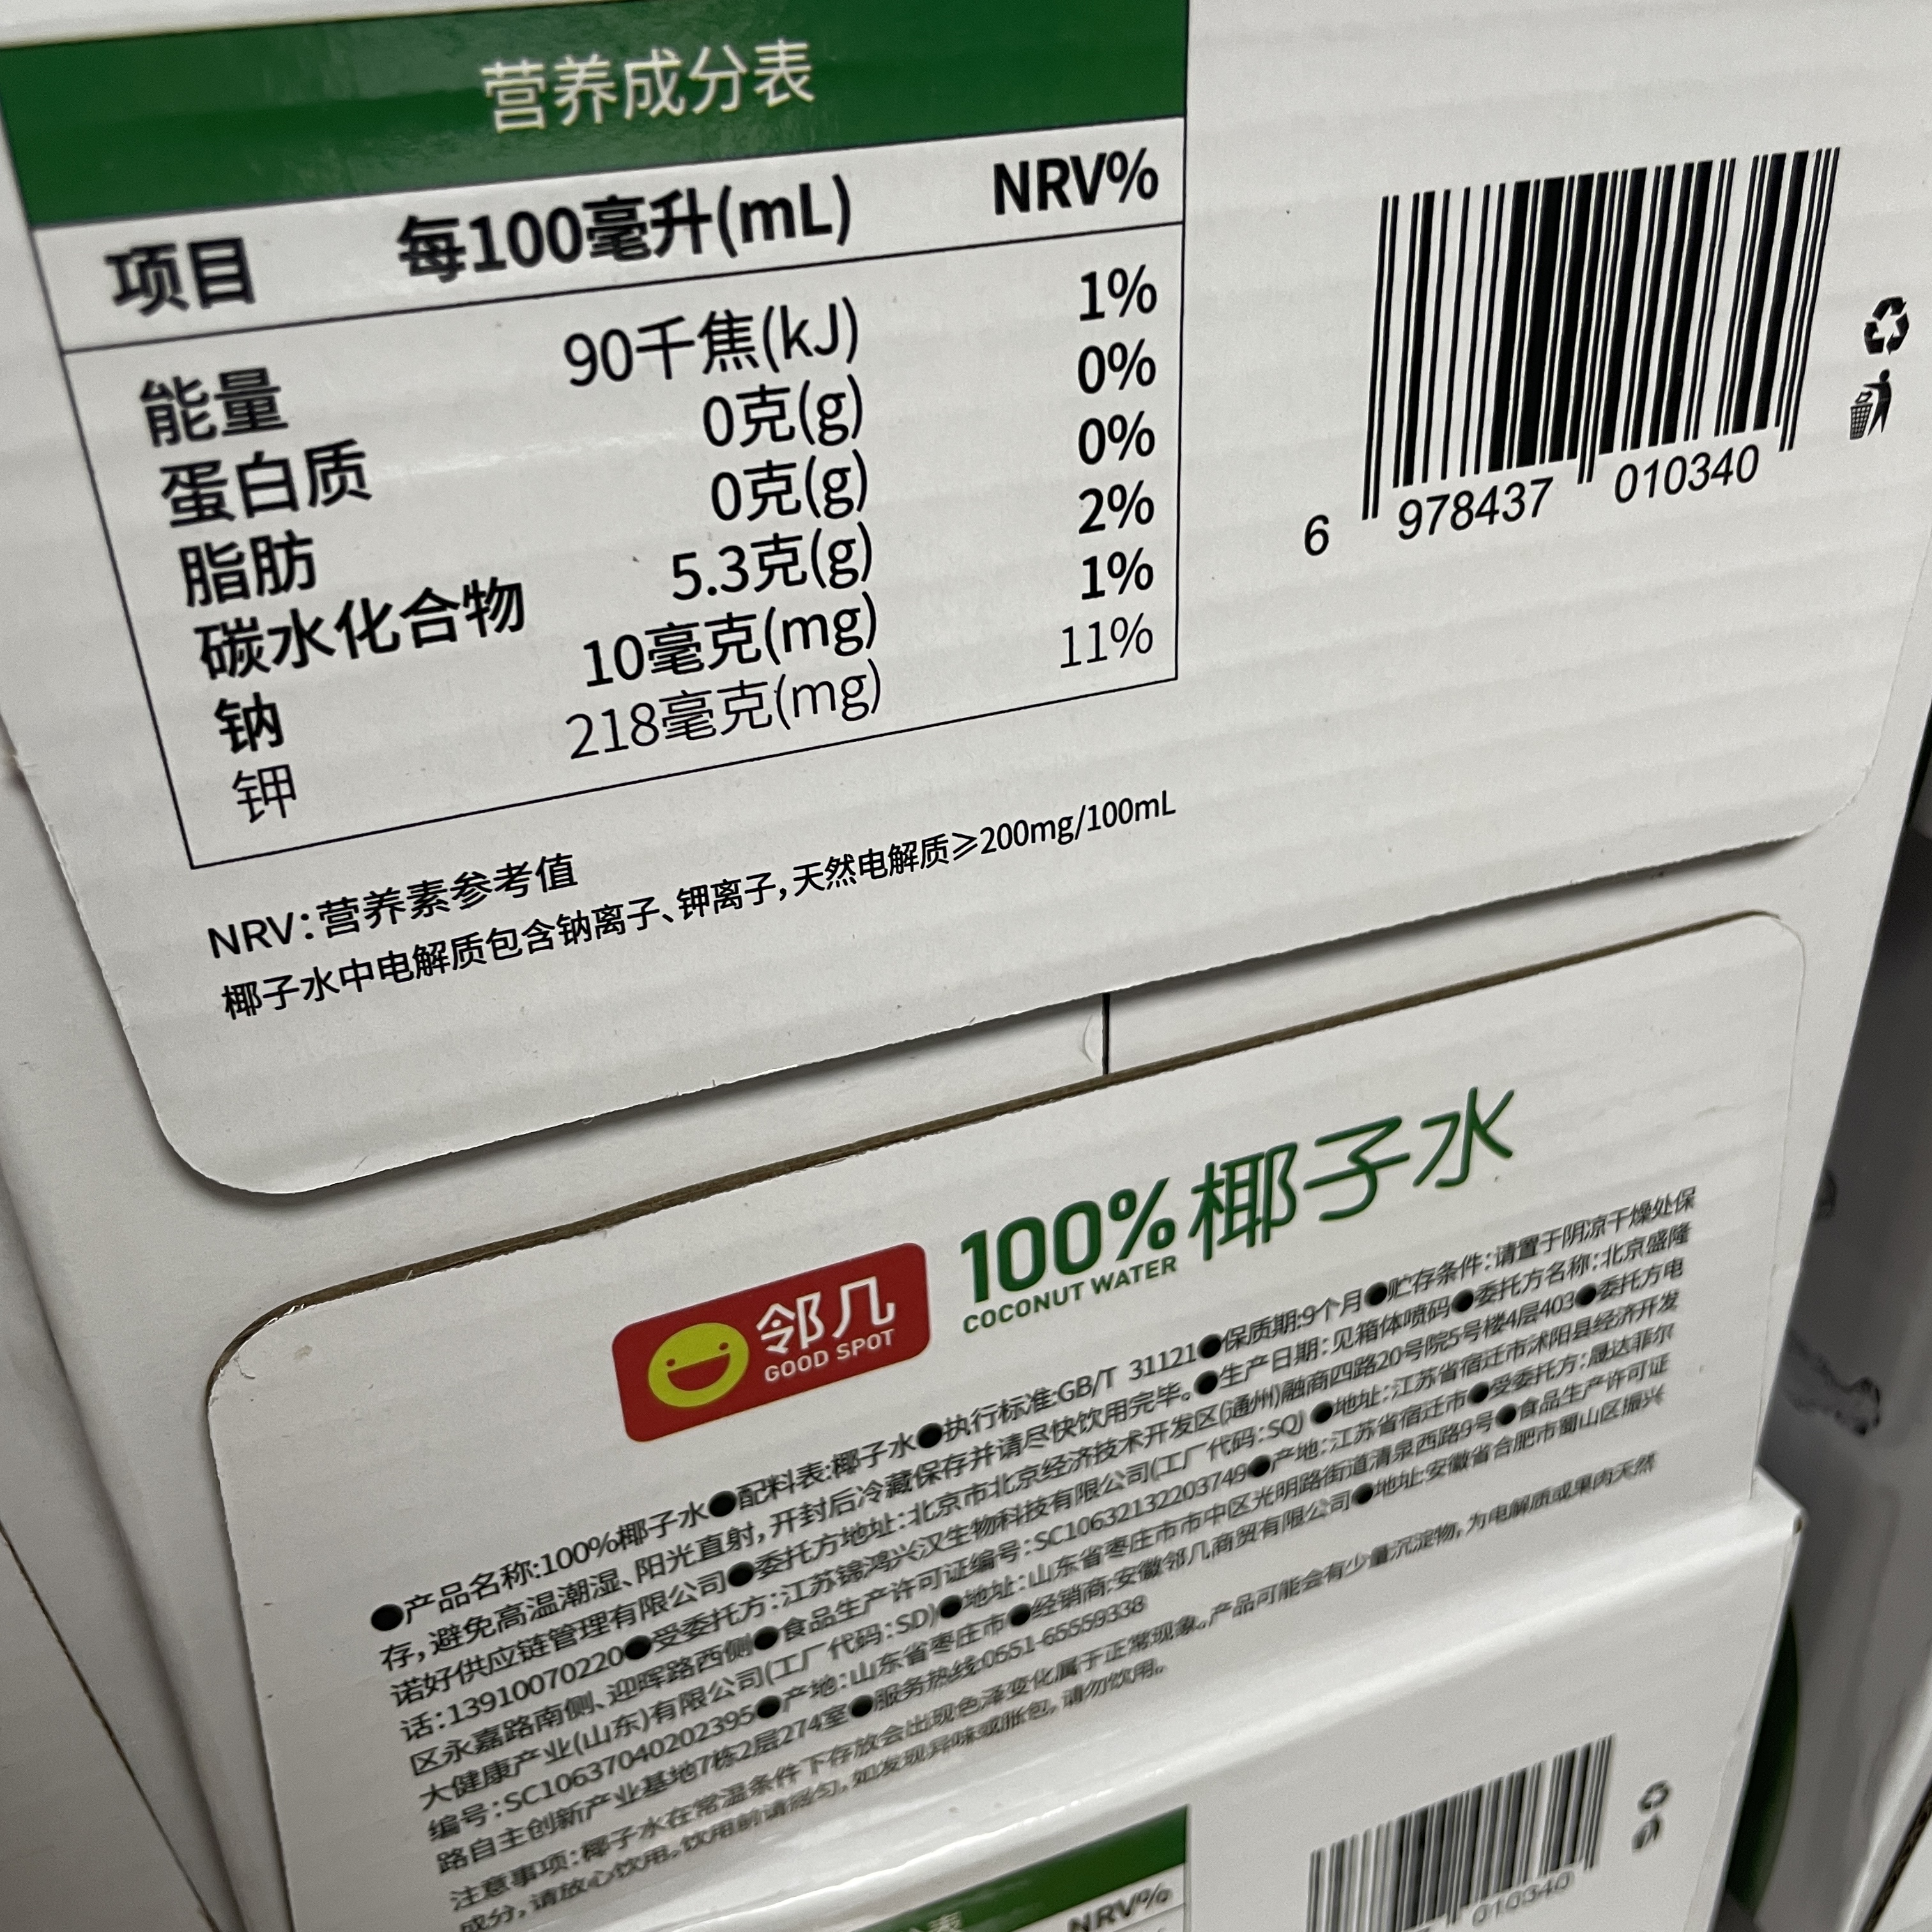 营养成分表
项目 每100毫升(mL) NRV%
能量 90千焦(kJ) 1%
蛋白质 0克(g) 0%
脂肪 0克(g) 0%
碳水化合物 5.3克(g) 2%
钠 10毫克(mg) 1%
钾 218毫克(mg) 11%
NRV:营养素参考值
椰子水中电解质包含钠离子、钾离子,天然电解质≥200mg/100mL
6 978437 010340
邻几
GOOD SPOT
100%椰子水
COCONUT WATER
●产品名称:100%椰子水●配料表:椰子水●执行标准:GB/T 31121●保质期:9个月●贮存条件:请置于阴凉干燥处保
存,避免高温潮湿、阳光直射,开封后冷藏保存并请尽快饮用完毕。●生产日期:见箱体喷码●委托方名称:北京盛隆
诺好供应链管理有限公司●委托方地址:北京市北京经济技术开发区(通州)融商四路20号院5号楼4层403●委托方电
话:13910070220●受委托方:江苏锦鸿兴汉生物科技有限公司(工厂代码:SQ)●地址:江苏省宿迁市沭阳县经济开发
区永嘉路南侧、迎晖路西侧●食品生产许可证编号:SC10632132203749●产地:江苏省宿迁市●受委托方:晟达菲尔
大健康产业(山东)有限公司(工厂代码:SD)●地址:山东省枣庄市市中区光明路街道清泉西路9号●食品生产许可证
编号:SC10637040202395●产地:山东省枣庄市●经销商:安徽邻几商贸有限公司●地址:安徽省合肥市蜀山区振兴
路自主创新产业基地7栋2层274室●服务热线:0551-65559338
注意事项:椰子水在常温条件下存放会出现色泽变化属于正常现象。产品可能会有少量沉淀物,为电解质或果肉天然
成分,请放心饮用。饮用前请摇匀,如发现异味或胀包,请勿饮用。
NRV%
010340